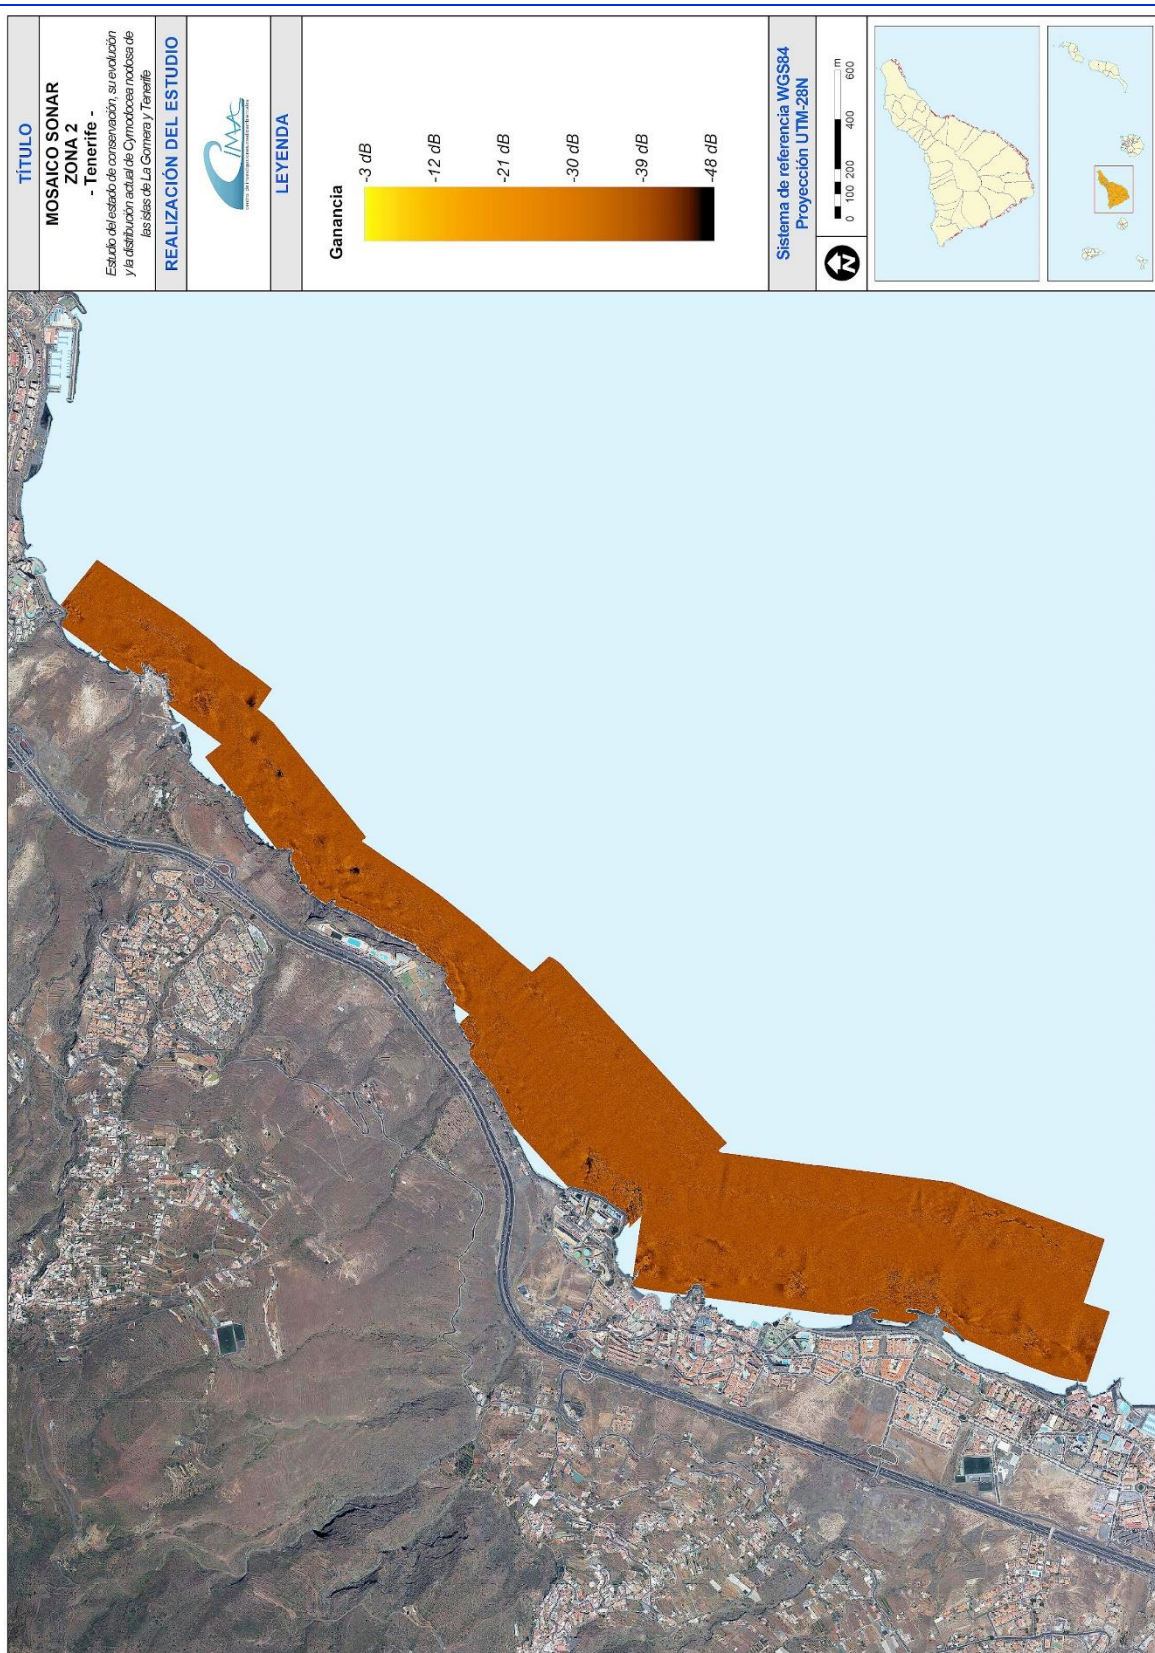 TÍTULO
MOSAICO SONAR
ZONA 2
- Tenerife -
Estudio del estado de conservación, su evolución
y la distribución actual de Cymodocea nodosa de
las islas de La Gomera y Tenerife
REALIZACIÓN DEL ESTUDIO
CIMA
LEYENDA
Ganancia
-3 dB
-12 dB
-21 dB
-30 dB
-39 dB
-48 dB
Sistema de referencia WGS84
Proyección UTM-28N
N
0 100 200 400 600
m